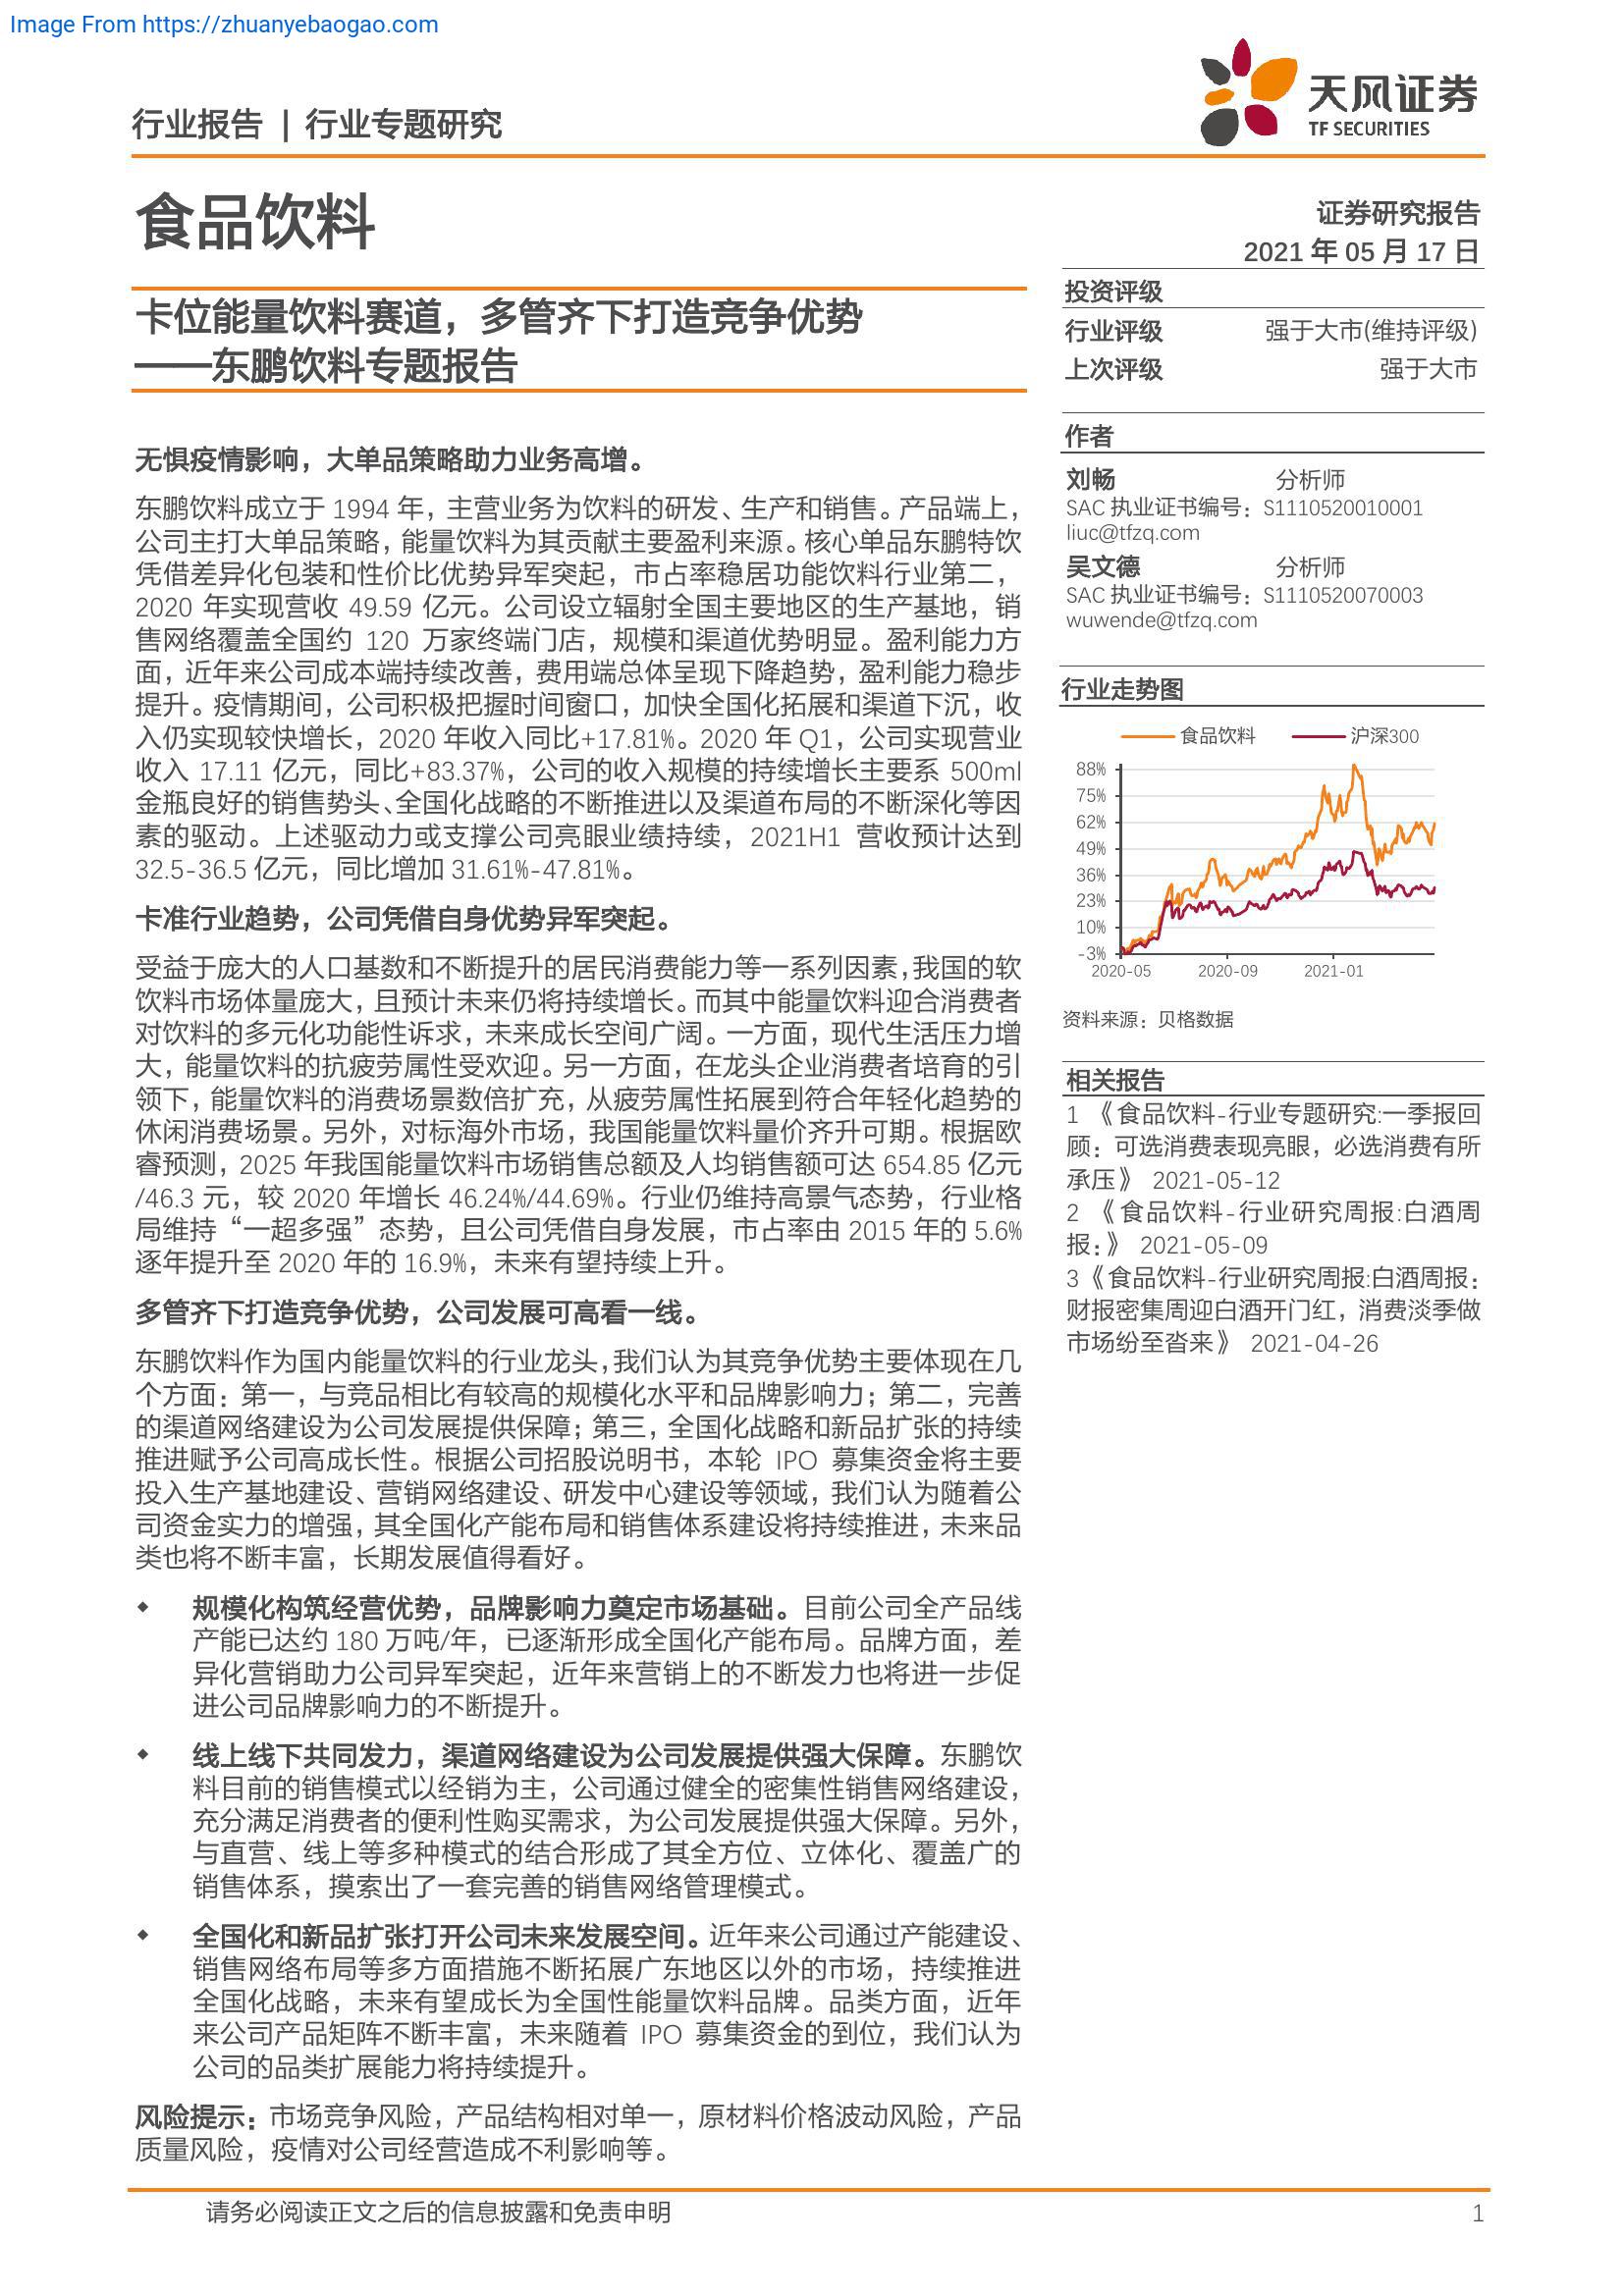 Image From https://zhuanyebaogao.com
行业报告 | 行业专题研究
天风证券
TF SECURITIES
食品饮料
证券研究报告
2021 年 05 月 17 日
卡位能量饮料赛道，多管齐下打造竞争优势
——东鹏饮料专题报告
无惧疫情影响，大单品策略助力业务高增。
东鹏饮料成立于 1994 年，主营业务为饮料的研发、生产和销售。产品端上，
公司主打大单品策略，能量饮料为其贡献主要盈利来源。核心单品东鹏特饮
凭借差异化包装和性价比优势异军突起，市占率稳居功能饮料行业第二，
2020 年实现营收 49.59 亿元。公司设立辐射全国主要地区的生产基地，销
售网络覆盖全国约 120 万家终端门店，规模和渠道优势明显。盈利能力方
面，近年来公司成本端持续改善，费用端总体呈现下降趋势，盈利能力稳步
提升。疫情期间，公司积极把握时间窗口，加快全国化拓展和渠道下沉，收
入仍实现较快增长，2020 年收入同比+17.81%。2020 年 Q1，公司实现营业
收入 17.11 亿元，同比+83.37%，公司的收入规模的持续增长主要系 500ml
金瓶良好的销售势头、全国化战略的不断推进以及渠道布局的不断深化等因
素的驱动。上述驱动力或支撑公司亮眼业绩持续，2021H1 营收预计达到
32.5-36.5 亿元，同比增加 31.61%-47.81%。
卡准行业趋势，公司凭借自身优势异军突起。
受益于庞大的人口基数和不断提升的居民消费能力等一系列因素，我国的软
饮料市场体量庞大，且预计未来仍将持续增长。而其中能量饮料迎合消费者
对饮料的多元化功能性诉求，未来成长空间广阔。一方面，现代生活压力增
大，能量饮料的抗疲劳属性受欢迎。另一方面，在龙头企业消费者培育的引
领下，能量饮料的消费场景数倍扩充，从疲劳属性拓展到符合年轻化趋势的
休闲消费场景。另外，对标海外市场，我国能量饮料量价齐升可期。根据欧
睿预测，2025 年我国能量饮料市场销售总额及人均销售额可达 654.85 亿元
/46.3 元，较 2020 年增长 46.24%/44.69%。行业仍维持高景气态势，行业格
局维持“一超多强”态势，且公司凭借自身发展，市占率由 2015 年的 5.6%
逐年提升至 2020 年的 16.9%，未来有望持续上升。
多管齐下打造竞争优势，公司发展可高看一线。
东鹏饮料作为国内能量饮料的行业龙头，我们认为其竞争优势主要体现在几
个方面：第一，与竞品相比有较高的规模化水平和品牌影响力；第二，完善
的渠道网络建设为公司发展提供保障；第三，全国化战略和新品扩张的持续
推进赋予公司高成长性。根据公司招股说明书，本轮 IPO 募集资金将主要
投入生产基地建设、营销网络建设、研发中心建设等领域，我们认为随着公
司资金实力的增强，其全国化产能布局和销售体系建设将持续推进，未来品
类也将不断丰富，长期发展值得看好。
◆ 规模化构筑经营优势，品牌影响力奠定市场基础。目前公司全产品线
产能已达约 180 万吨/年，已逐渐形成全国化产能布局。品牌方面，差
异化营销助力公司异军突起，近年来营销上的不断发力也将进一步促
进公司品牌影响力的不断提升。
◆ 线上线下共同发力，渠道网络建设为公司发展提供强大保障。东鹏饮
料目前的销售模式以经销为主，公司通过健全的密集性销售网络建设，
充分满足消费者的便利性购买需求，为公司发展提供强大保障。另外，
与直营、线上等多种模式的结合形成了其全方位、立体化、覆盖广的
销售体系，摸索出了一套完善的销售网络管理模式。
◆ 全国化和新品扩张打开公司未来发展空间。近年来公司通过产能建设、
销售网络布局等多方面措施不断拓展广东地区以外的市场，持续推进
全国化战略，未来有望成长为全国性能量饮料品牌。品类方面，近年
来公司产品矩阵不断丰富，未来随着 IPO 募集资金的到位，我们认为
公司的品类扩展能力将持续提升。
风险提示：市场竞争风险，产品结构相对单一，原材料价格波动风险，产品
质量风险，疫情对公司经营造成不利影响等。
投资评级
行业评级 强于大市(维持评级)
上次评级 强于大市
作者
刘畅 分析师
SAC 执业证书编号：S1110520010001
liuc@tfzq.com
吴文德 分析师
SAC 执业证书编号：S1110520070003
wuwende@tfzq.com
行业走势图
食品饮料 沪深300
88%
75%
62%
49%
36%
23%
10%
-3%
2020-05 2020-09 2021-01
资料来源：贝格数据
相关报告
1 《食品饮料-行业专题研究:一季报回
顾：可选消费表现亮眼，必选消费有所
承压》 2021-05-12
2 《食品饮料-行业研究周报:白酒周
报：》 2021-05-09
3《食品饮料-行业研究周报:白酒周报：
财报密集周迎白酒开门红，消费淡季做
市场纷至沓来》 2021-04-26
请务必阅读正文之后的信息披露和免责申明 1